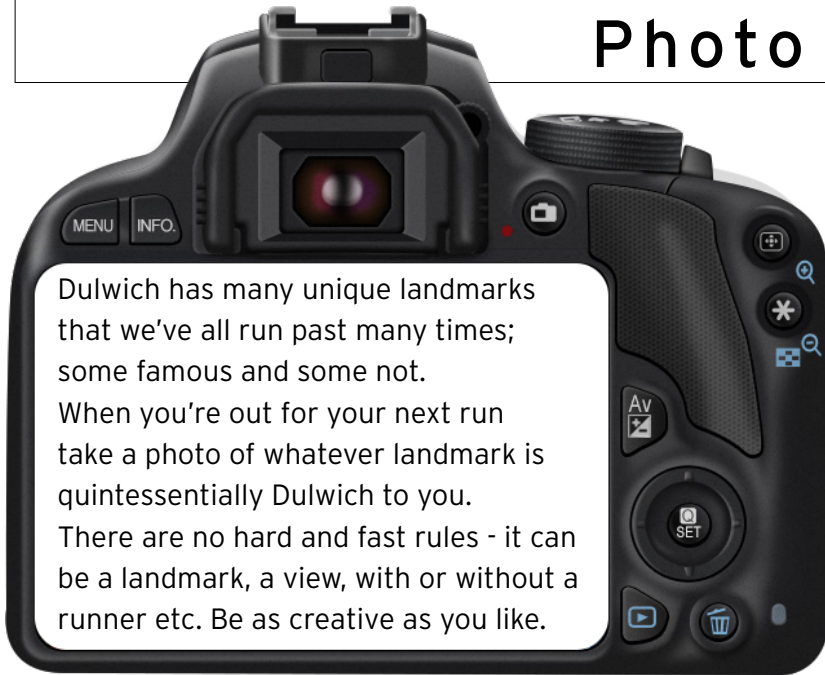 Photo
MENU INFO.
Dulwich has many unique landmarks
that we've all run past many times;
some famous and some not.
When you're out for your next run
take a photo of whatever landmark is
quintessentially Dulwich to you.
There are no hard and fast rules - it can
be a landmark, a view, with or without a
runner etc. Be as creative as you like.
Av
Q
SET